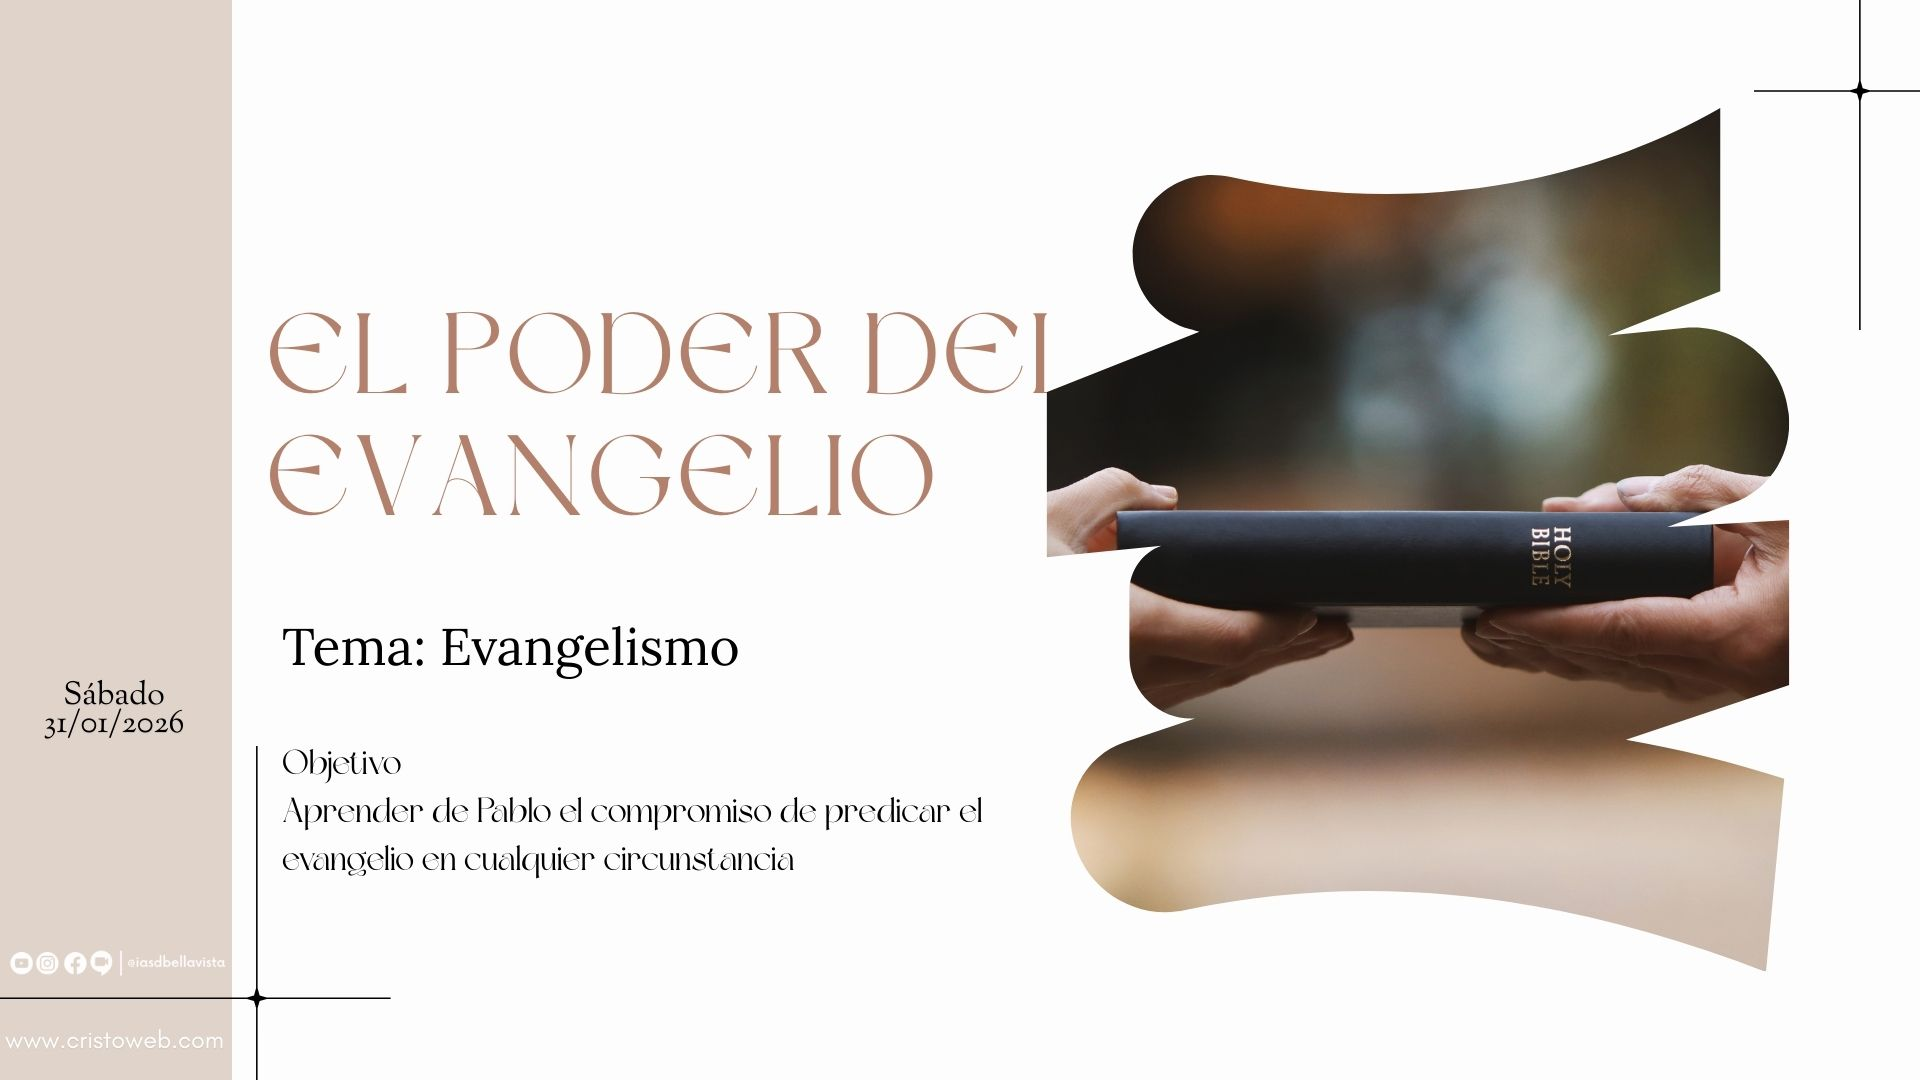 EL PODER DEL
EVANGELIO
Tema: Evangelismo
Sábado
31/01/2026
Objetivo
Aprender de Pablo el compromiso de predicar el
evangelio en cualquier circunstancia
HOLY
BIBLE
@iasdbellavista
www.cristoweb.com